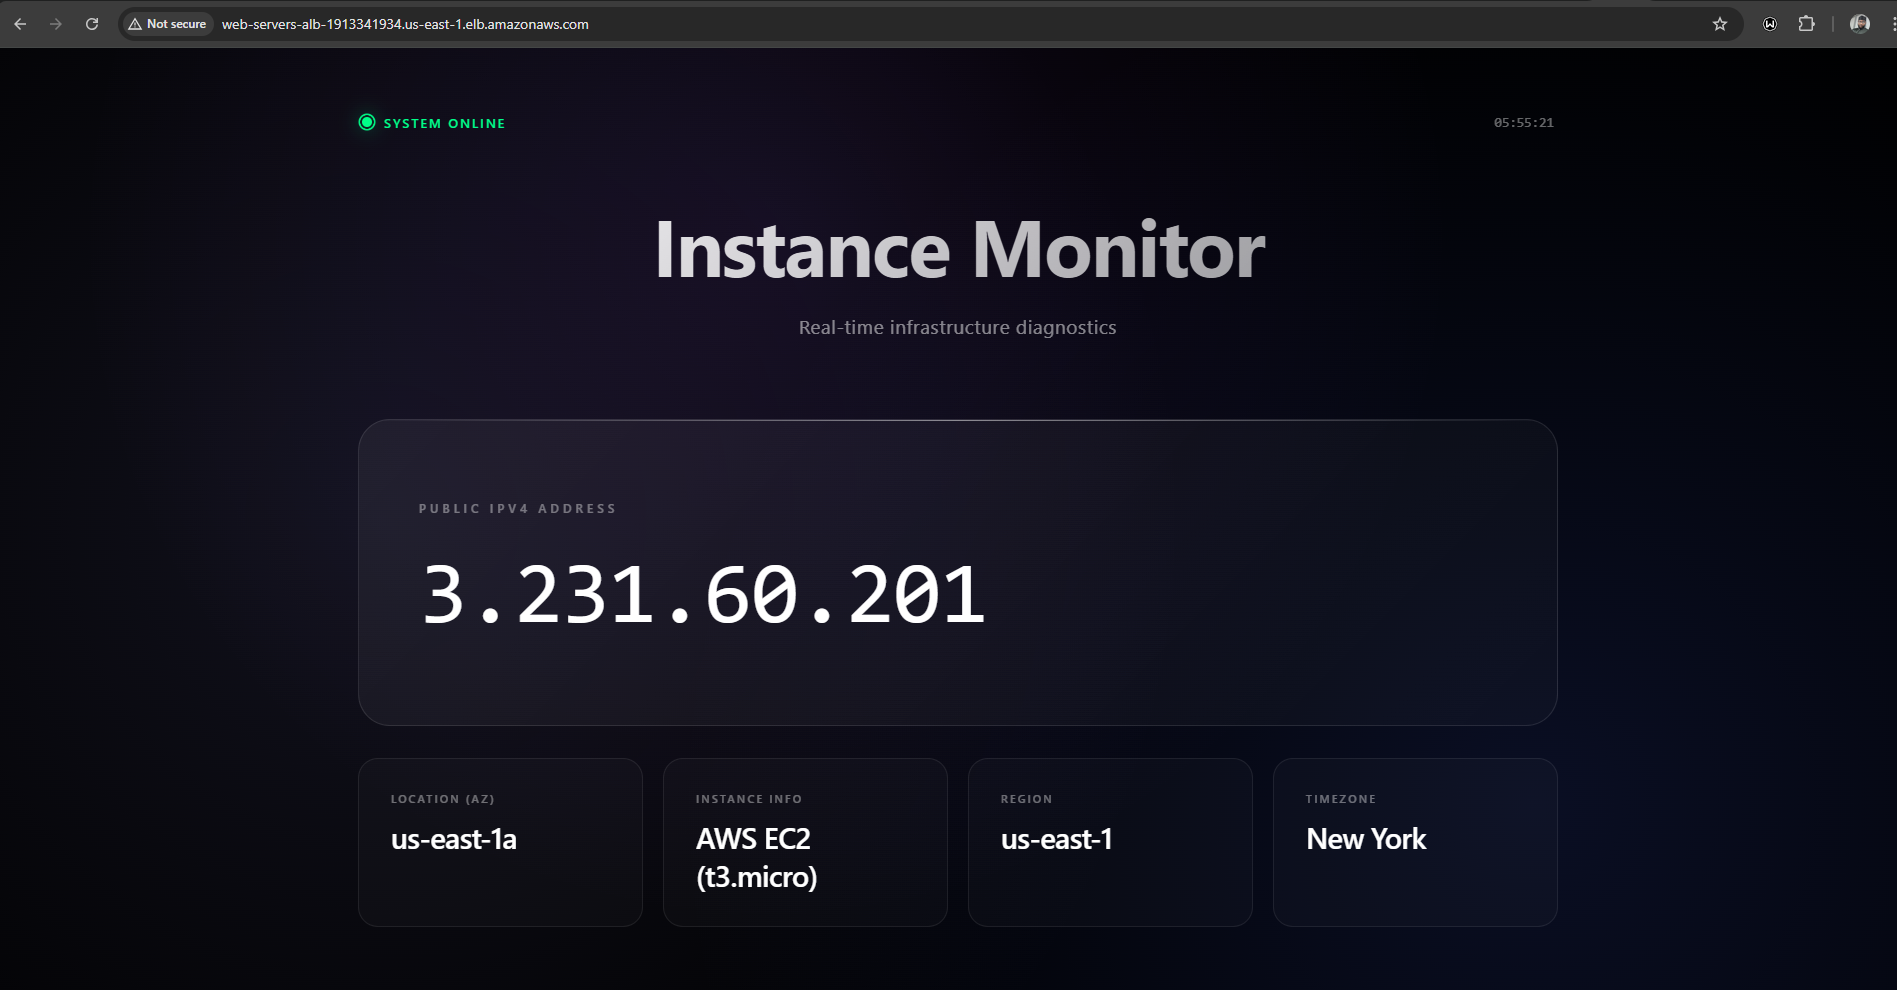 Not secure
web-servers-alb-1913341934.us-east-1.elb.amazonaws.com
SYSTEM ONLINE
05:55:21
Instance Monitor
Real-time infrastructure diagnostics
PUBLIC IPV4 ADDRESS
3.231.60.201
LOCATION (AZ)
us-east-1a
INSTANCE INFO
AWS EC2
(t3.micro)
REGION
us-east-1
TIMEZONE
New York